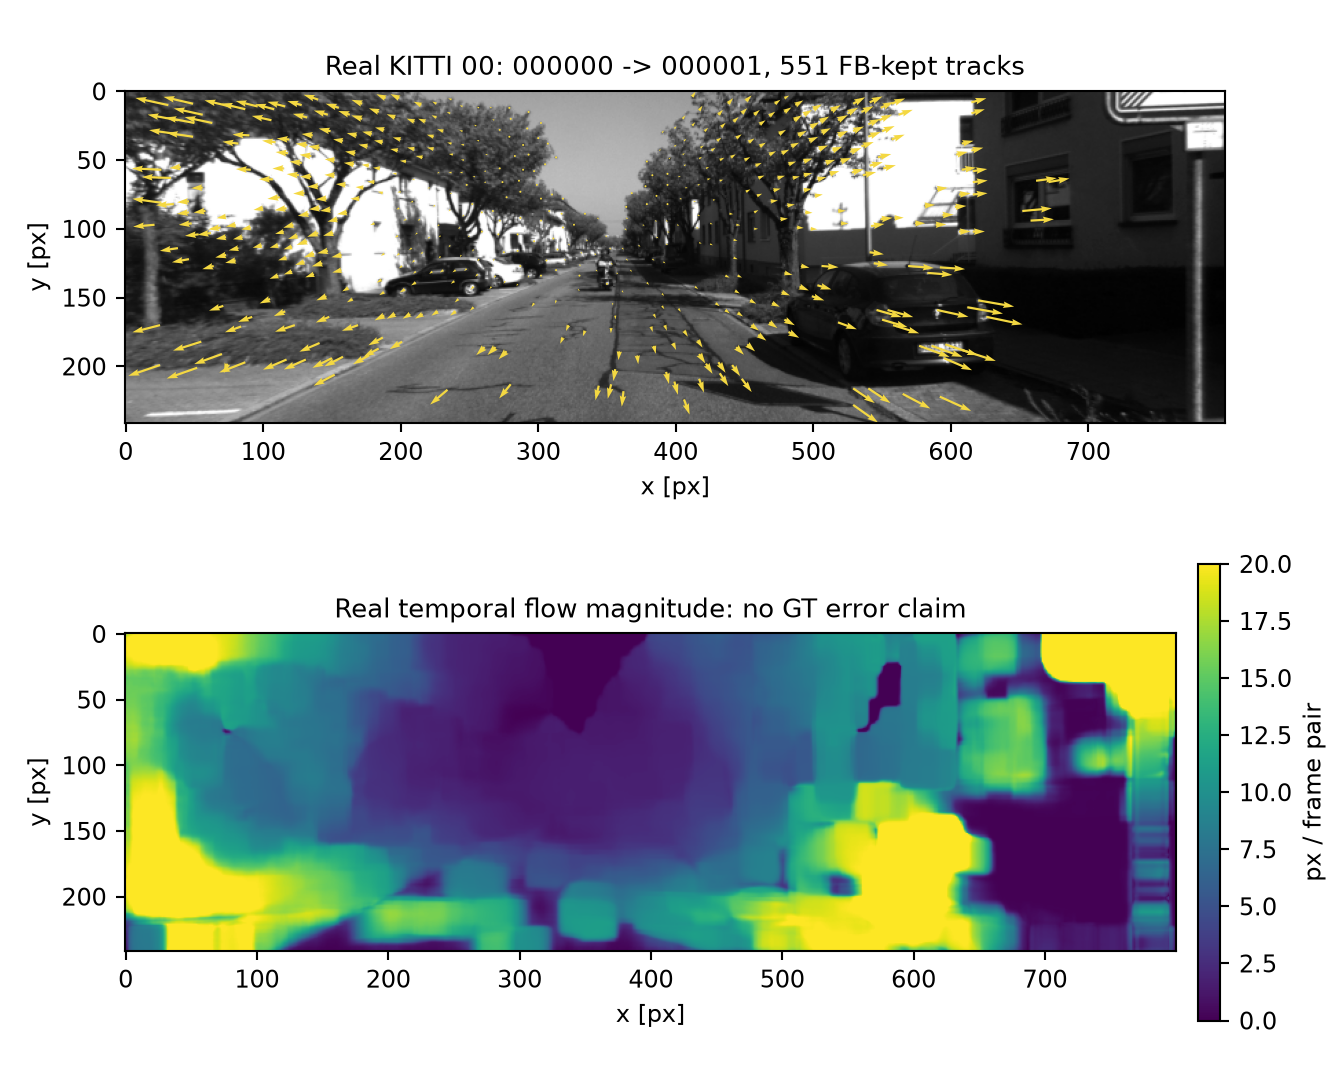 Real KITTI 00: 000000 -> 000001, 551 FB-kept tracks
0
50
100
150
200
y [px]
0 100 200 300 400 500 600 700
x [px]
Real temporal flow magnitude: no GT error claim
0
50
100
150
200
y [px]
0 100 200 300 400 500 600 700
x [px]
20.0
17.5
15.0
12.5
10.0
7.5
5.0
2.5
0.0
px / frame pair